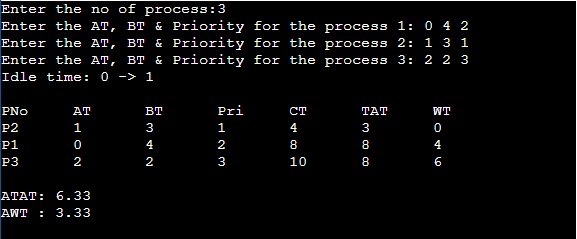 Enter the no of process:3
Enter the AT, BT & Priority for the process 1: 0 4 2
Enter the AT, BT & Priority for the process 2: 1 3 1
Enter the AT, BT & Priority for the process 3: 2 2 3
Idle time: 0 -> 1
PNo AT BT Pri CT TAT WT
P2 1 3 1 4 3 0
P1 0 4 2 8 8 4
P3 2 2 3 10 8 6
ATAT: 6.33
AWT : 3.33